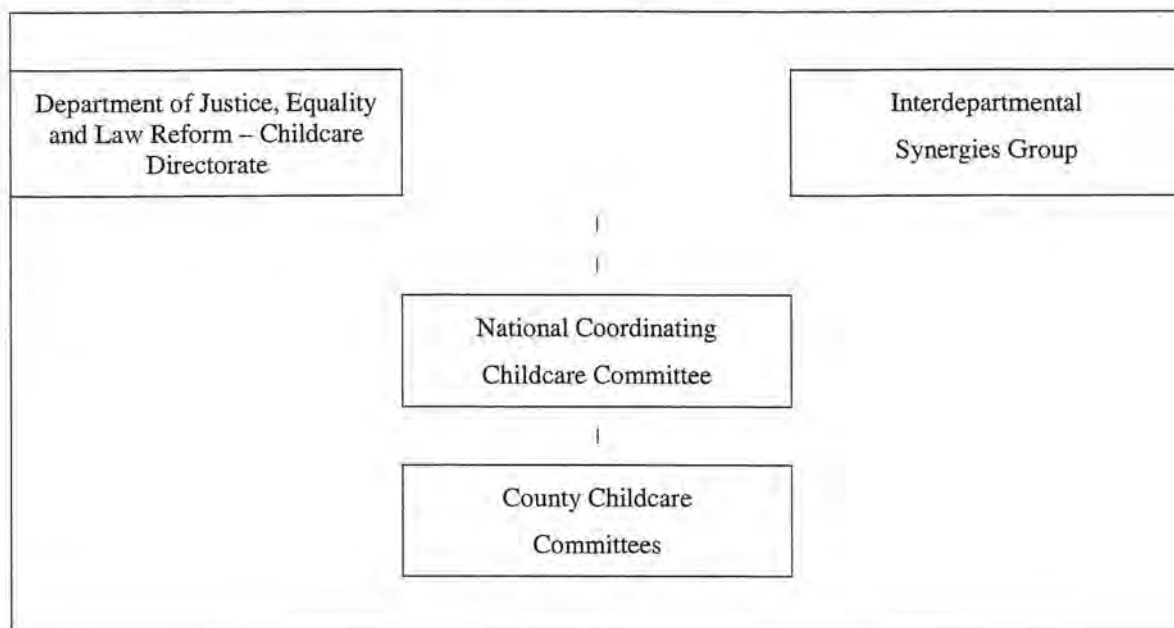 Department of Justice, Equality
and Law Reform – Childcare
Directorate
Interdepartmental
Synergies Group
National Coordinating
Childcare Committee
County Childcare
Committees